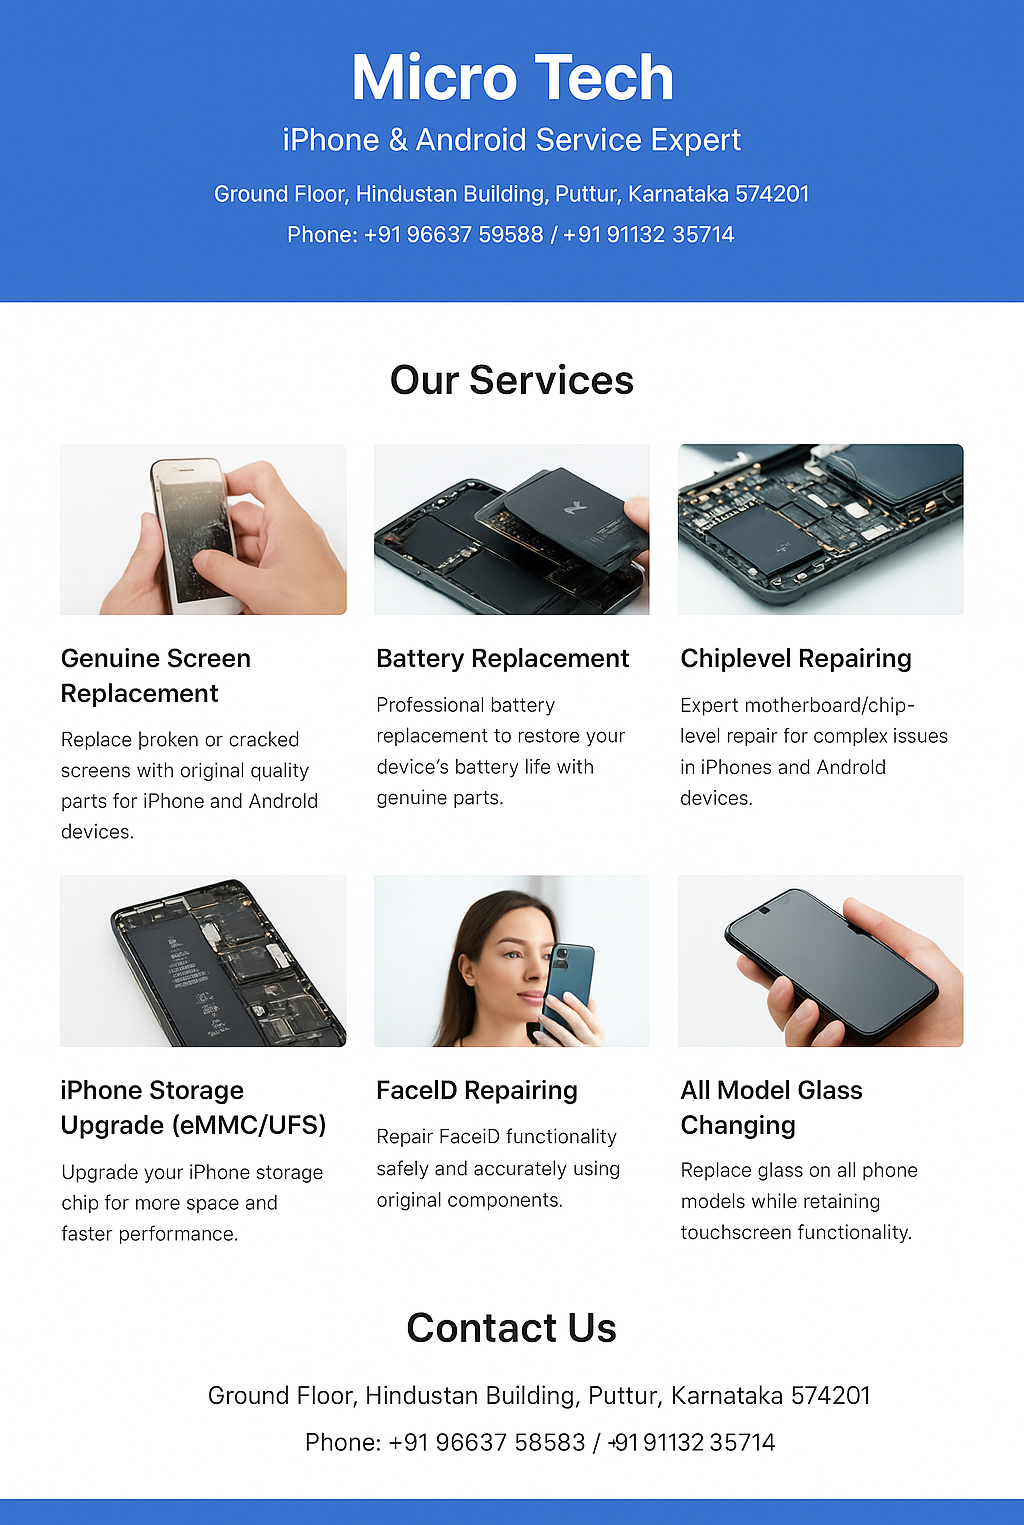 Micro Tech
iPhone & Android Service Expert
Ground Floor, Hindustan Building, Puttur, Karnataka 574201
Phone: +91 96637 59588 / +91 91132 35714
Our Services
Genuine Screen
Replacement
Replace þroken or cracked
screens with original quality
parts for iPhone and Androld
devices.
Battery Replacement
Professional battery
replacement to restore your
device's battery life with
genuine parts.
Chiplevel Repairing
Expert motherboard/chip-
level repair for complex issues
in iPhones and Androld
devices.
iPhone Storage
Upgrade (eMMC/UFS)
Upgrade your iPhone storage
chip for more space and
faster performance.
FaceID Repairing
Repair FaceiD functionality
safely and accurately using
original components.
All Model Glass
Changing
Replace glass on all phone
models while retaining
touchscreen functionality.
Contact Us
Ground Floor, Hindustan Building, Puttur, Karnataka 574201
Phone: +91 96637 58583 / +91 91132 35714